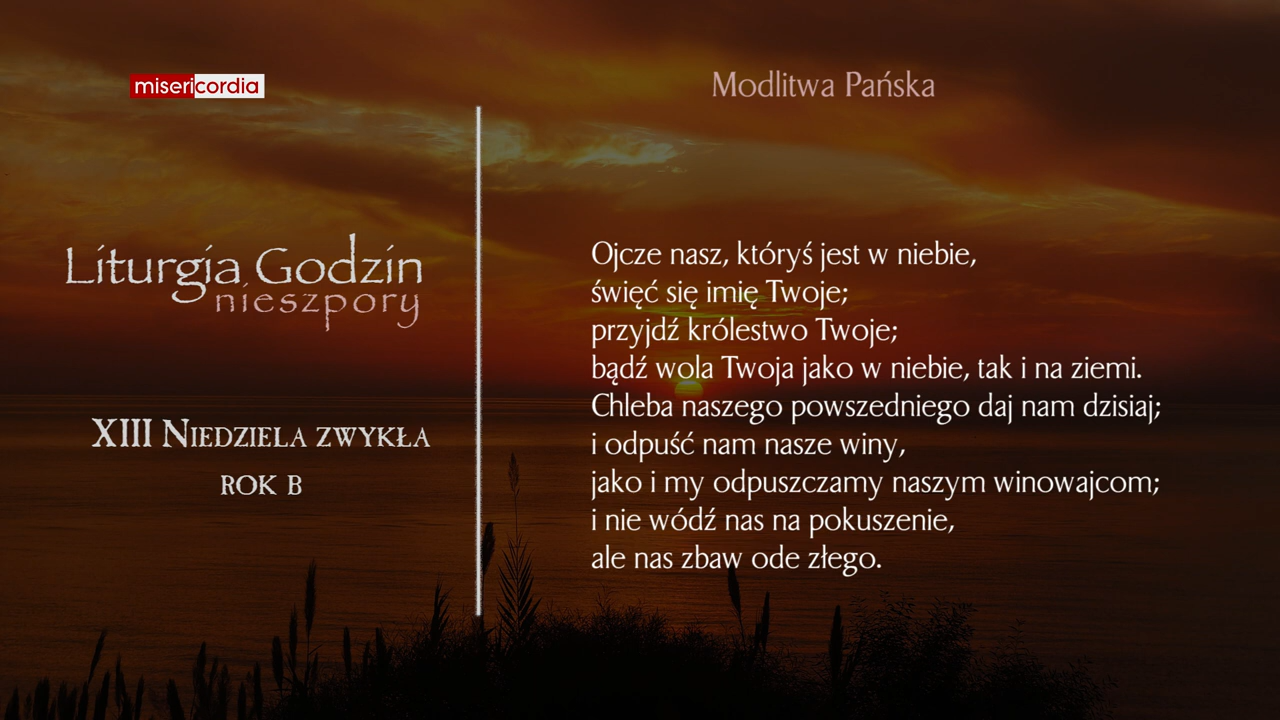 misericordia
Liturgia Godzin
nieszpory
XIII Niedziela zwykła
rok B
Modlitwa Pańska
Ojcze nasz, któryś jest w niebie,
święć się imię Twoje;
przyjdź królestwo Twoje;
bądź wola Twoja jako w niebie, tak i na ziemi.
Chleba naszego powszedniego daj nam dzisiaj;
i odpuść nam nasze winy,
jako i my odpuszczamy naszym winowajcom;
i nie wódź nas na pokuszenie,
ale nas zbaw ode złego.